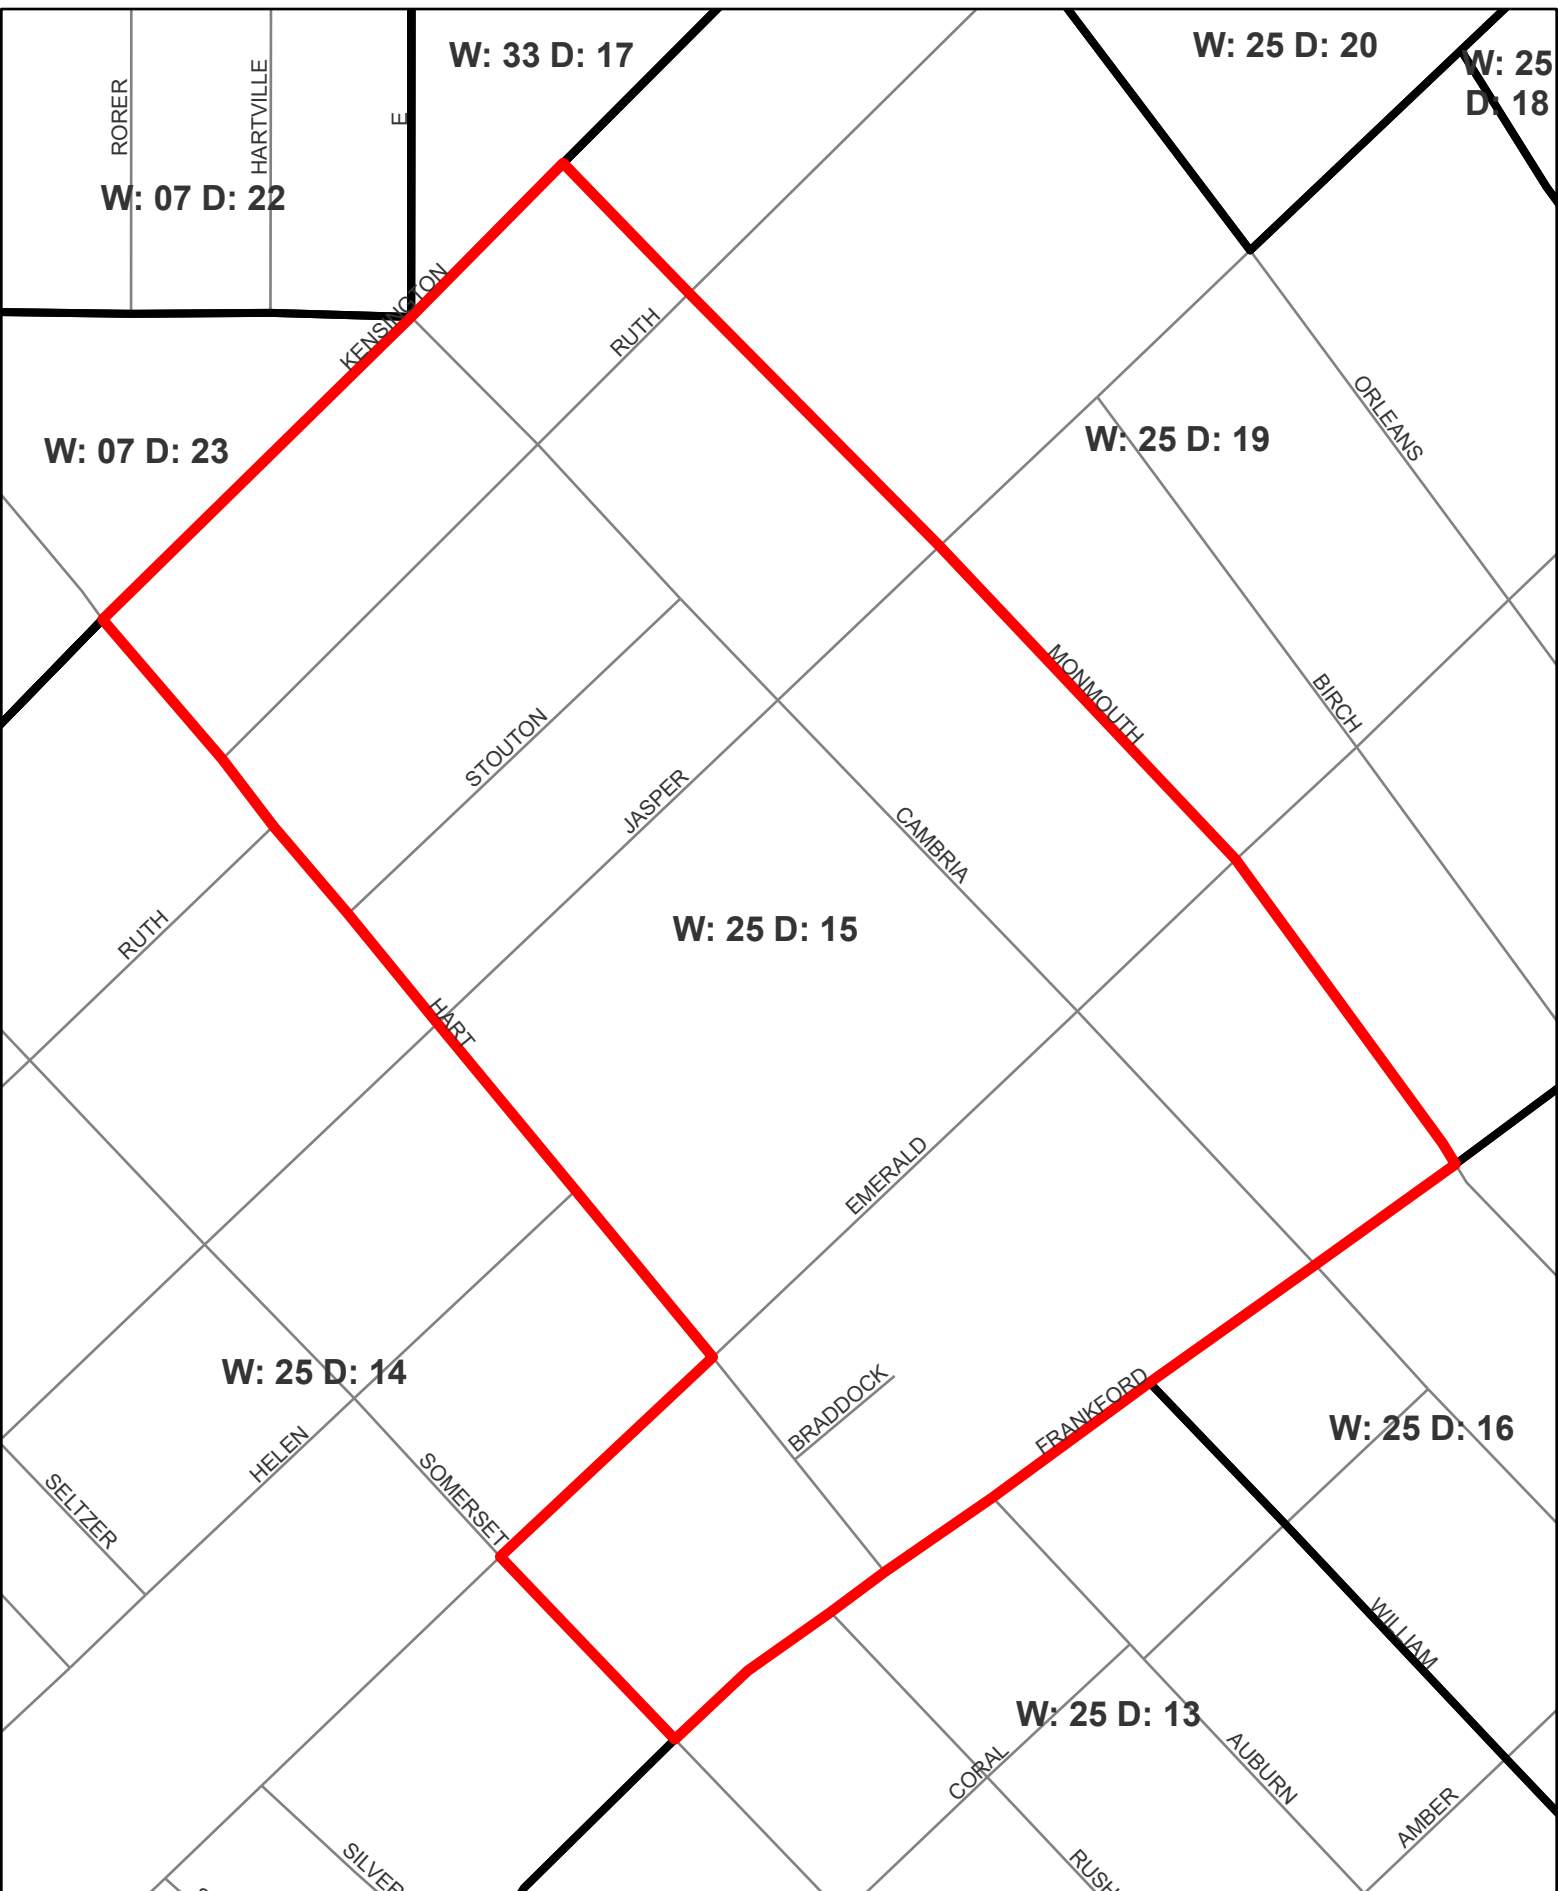 W: 33 D: 17
W: 25 D: 20
W: 25
D: 18
RORER
HARTVILLE
E
W: 07 D: 22
KENSINGTON
RUTH
W: 07 D: 23
W: 25 D: 19
ORLEANS
MONMOUTH
BIRCH
STOUTON
JASPER
CAMBRIA
RUTH
W: 25 D: 15
HART
EMERALD
W: 25 D: 14
BRADDOCK
FRANKFORD
W: 25 D: 16
HELEN
SOMERSET
SELTZER
WILLIAM
W: 25 D: 13
CORAL
AUBURN
AMBER
SILVER
RUSH